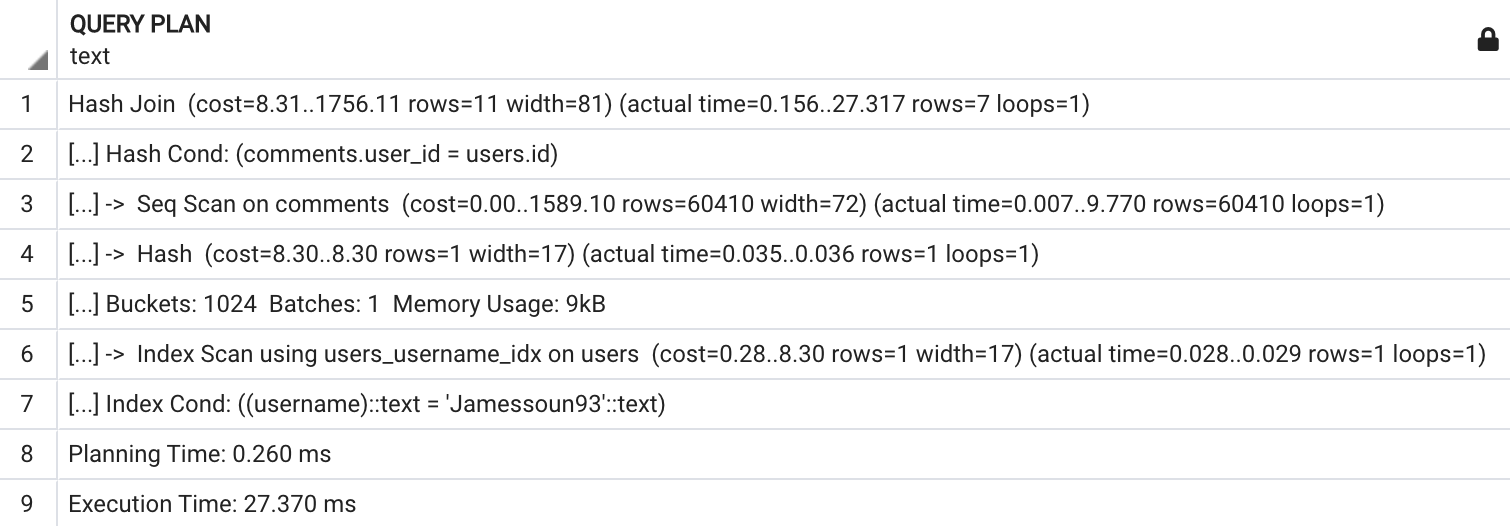 QUERY PLAN
text
1 Hash Join (cost=8.31..1756.11 rows=11 width=81) (actual time=0.156..27.317 rows=7 loops=1)
2 [...] Hash Cond: (comments.user_id = users.id)
3 [...] -> Seq Scan on comments (cost=0.00..1589.10 rows=60410 width=72) (actual time=0.007..9.770 rows=60410 loops=1)
4 [...] -> Hash (cost=8.30..8.30 rows=1 width=17) (actual time=0.035..0.036 rows=1 loops=1)
5 [...] Buckets: 1024 Batches: 1 Memory Usage: 9kB
6 [...] -> Index Scan using users_username_idx on users (cost=0.28..8.30 rows=1 width=17) (actual time=0.028..0.029 rows=1 loops=1)
7 [...] Index Cond: ((username)::text = 'Jamessoun93'::text)
8 Planning Time: 0.260 ms
9 Execution Time: 27.370 ms